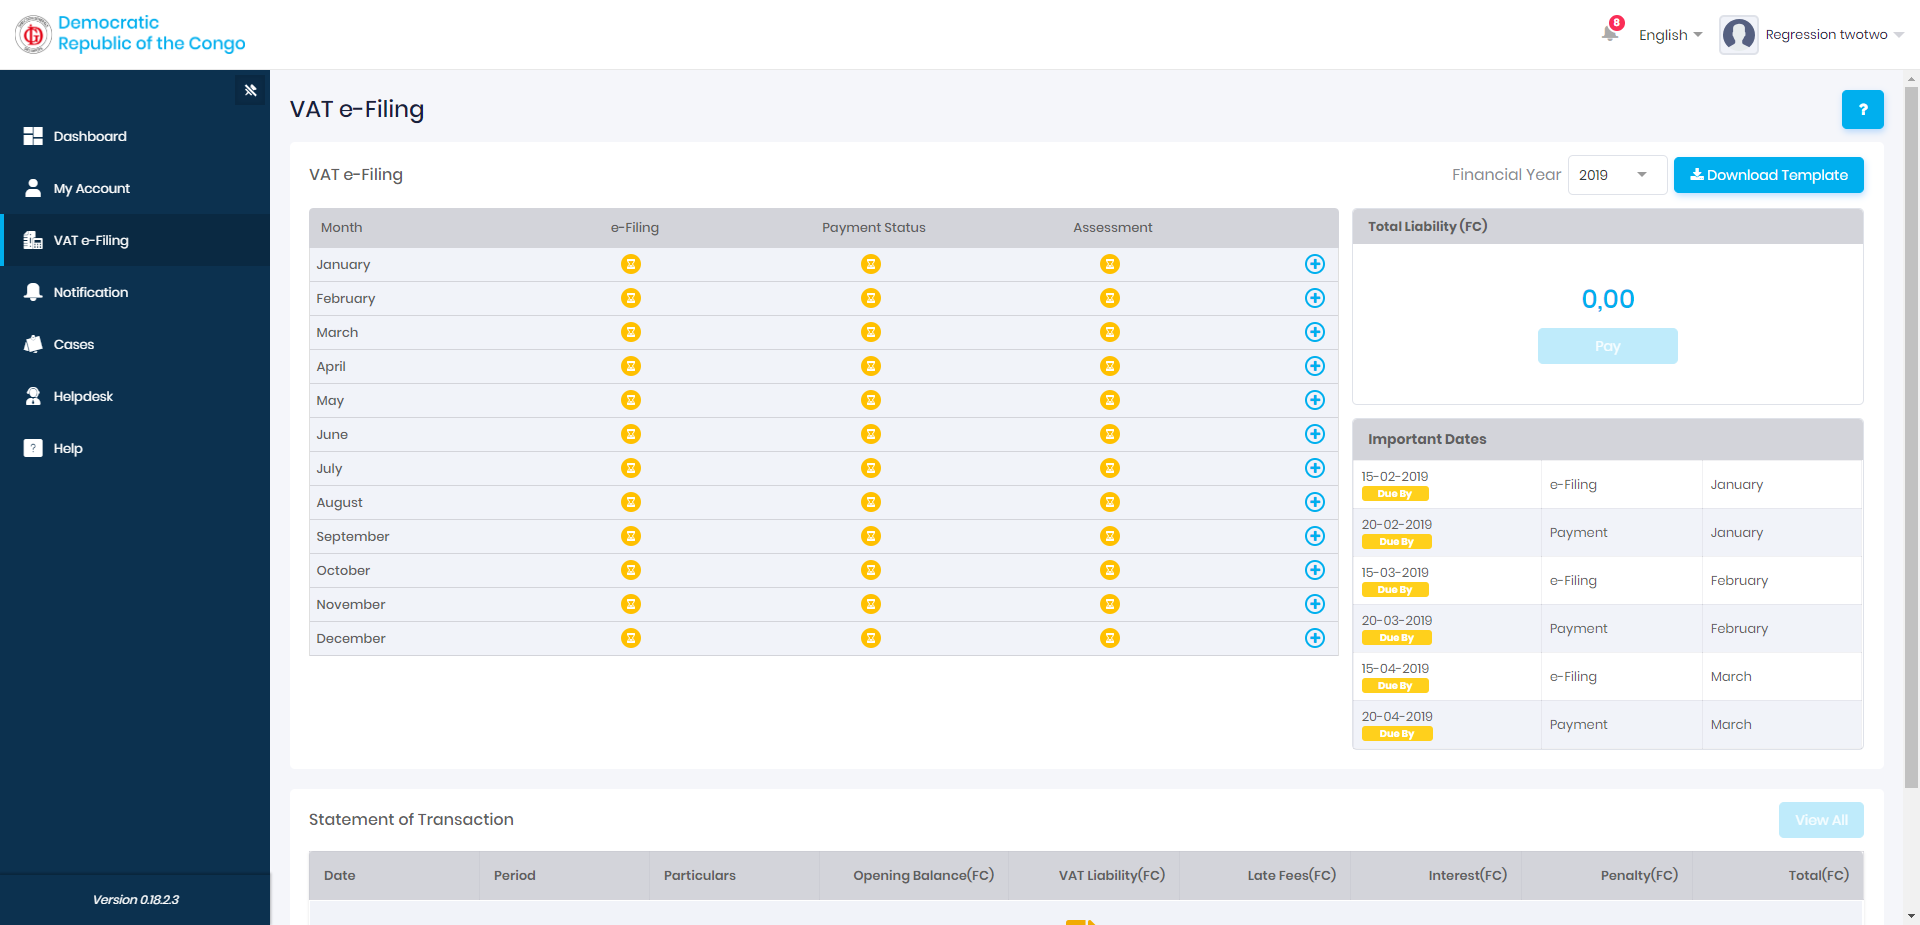 Democratic
Republic of the Congo
8
English
Regression twotwo
Dashboard
My Account
VAT e-Filing
Notification
Cases
Helpdesk
? Help
Version 0.18.2.3
VAT e-Filing
?
VAT e-Filing
Financial Year 2019 Download Template
Month e-Filing Payment Status Assessment
January
February
March
April
May
June
July
August
September
October
November
December
Total Liability (FC)
0,00
Pay
Important Dates
15-02-2019
Due By
e-Filing January
20-02-2019
Due By
Payment January
15-03-2019
Due By
e-Filing February
20-03-2019
Due By
Payment February
15-04-2019
Due By
e-Filing March
20-04-2019
Due By
Payment March
Statement of Transaction
View All
Date Period Particulars Opening Balance(FC) VAT Liability(FC) Late Fees(FC) Interest(FC) Penalty(FC) Total(FC)